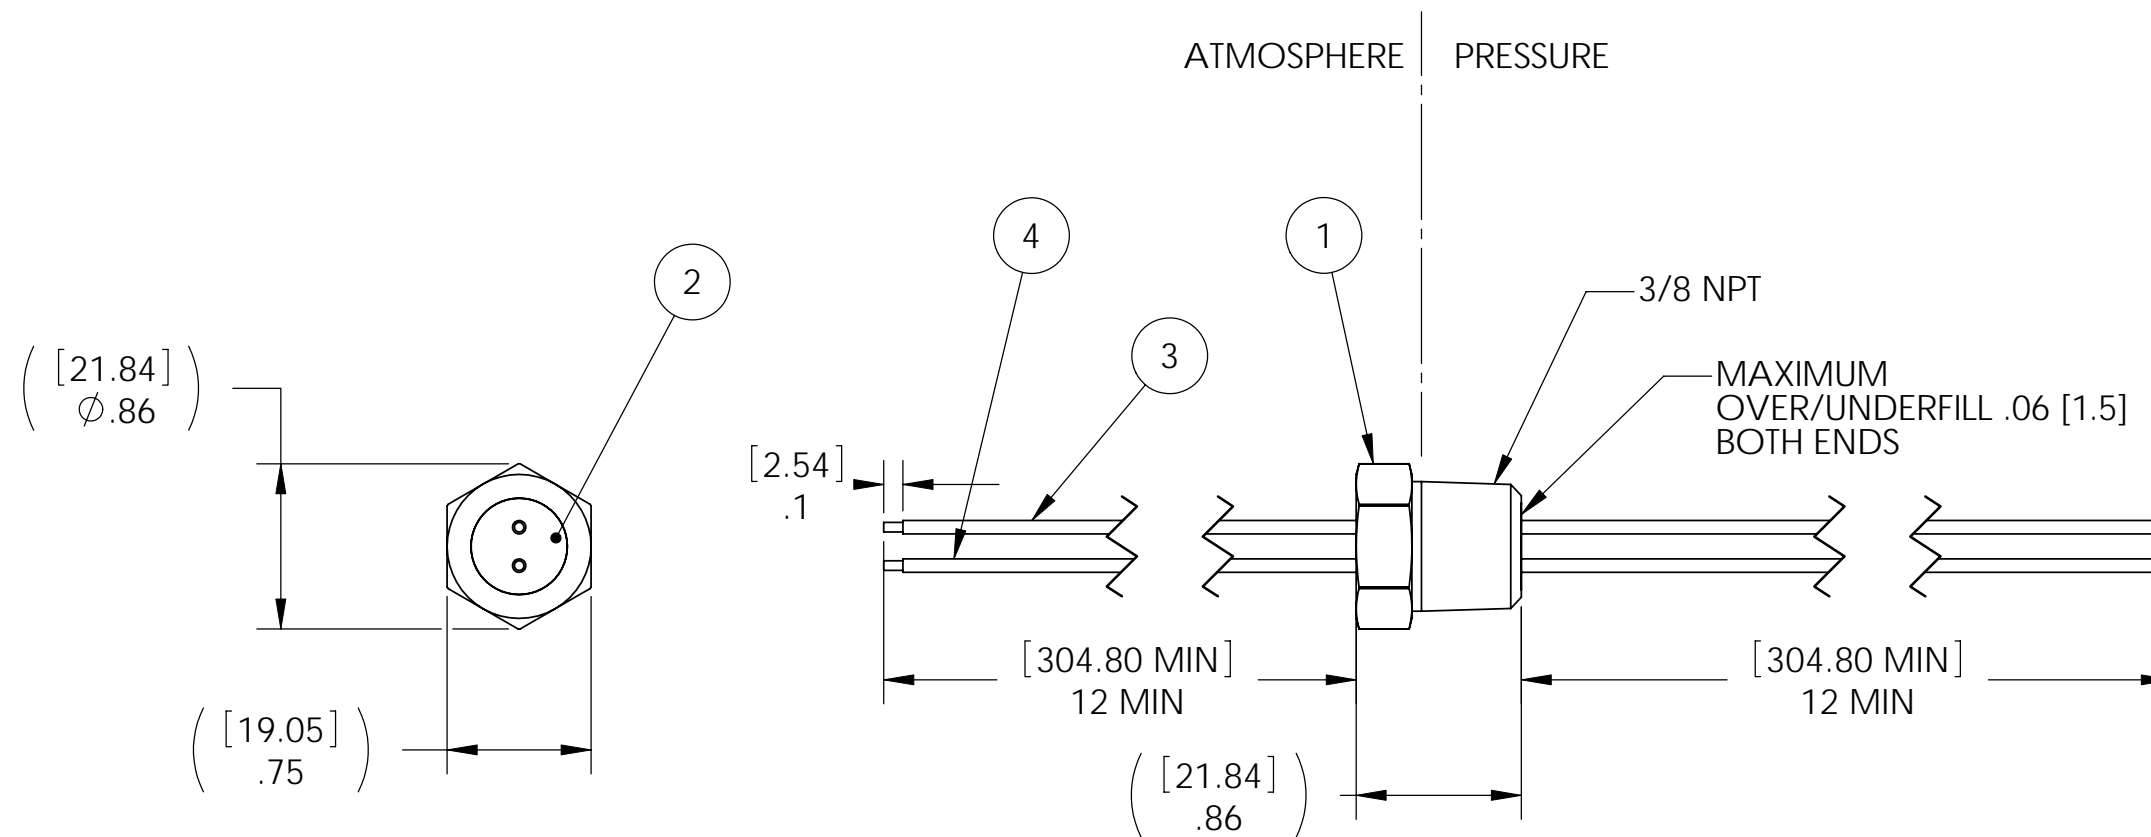 ATMOSPHERE PRESSURE
4
1
2
3
3/8 NPT
MAXIMUM
OVER/UNDERFILL .06 [1.5]
BOTH ENDS
([21.84]
∅.86)
[2.54]
.1
[304.80 MIN]
12 MIN
[304.80 MIN]
12 MIN
([19.05]
.75)
([21.84]
.86)